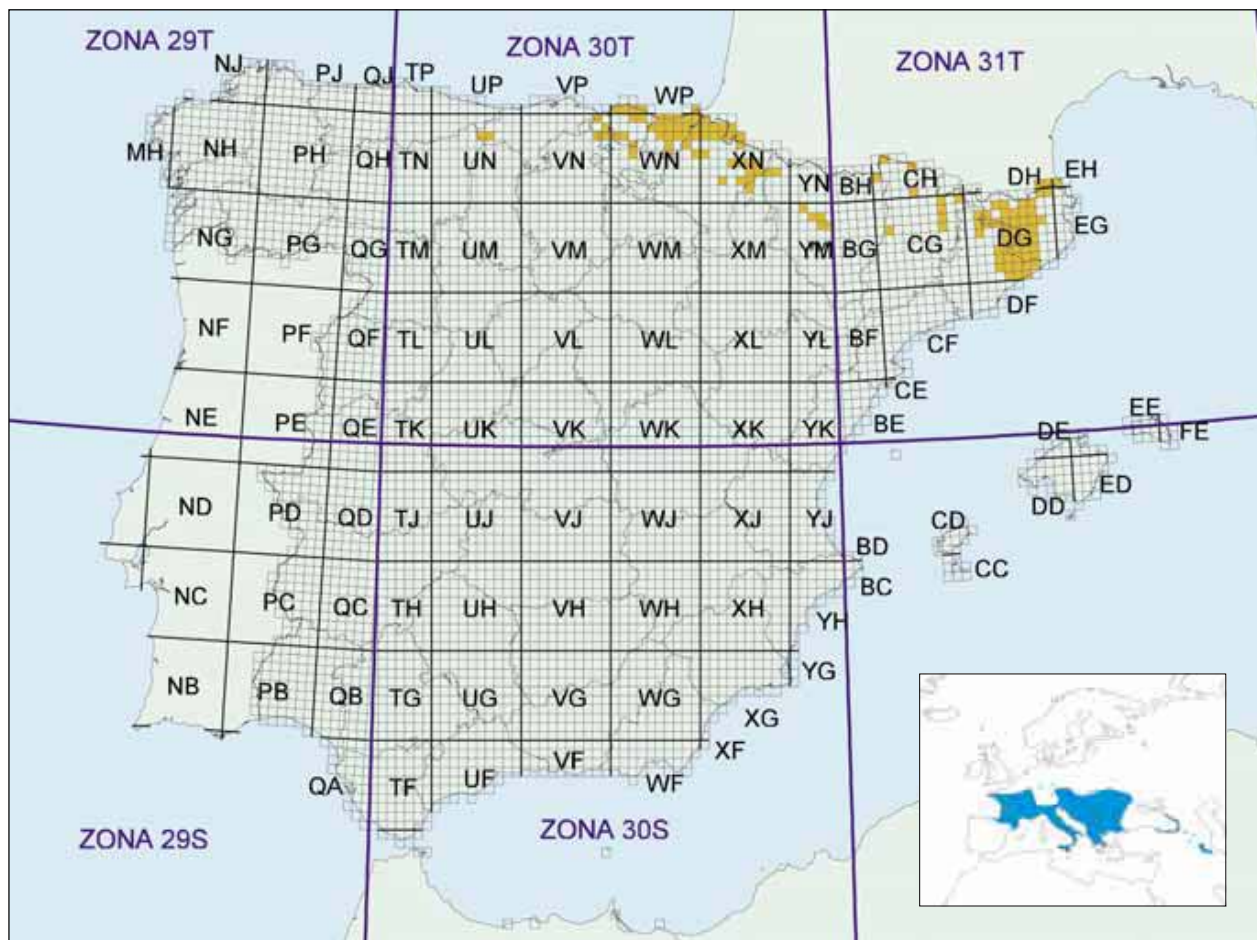 ZONA 29T
ZONA 30T
ZONA 31T
NJ PJ QJ TP UP VP WP
MH NH PH QH TN UN VN WN XN YN BH CH DH EH
NG PG QG TM UM VM WM XM YM BG CG DG EG
NF PF QF TL UL VL WL XL YL BF CF DF
NE PE QE TK UK VK WK XK YK BE CE DE EE FE
ND PD QD TJ UJ VJ WJ XJ YJ BD CD DD ED
NC PC QC TH UH VH WH XH YH BC CC
NB PB QB TG UG VG WG XG YG
QA TF UF VF WF XF
ZONA 29S
ZONA 30S